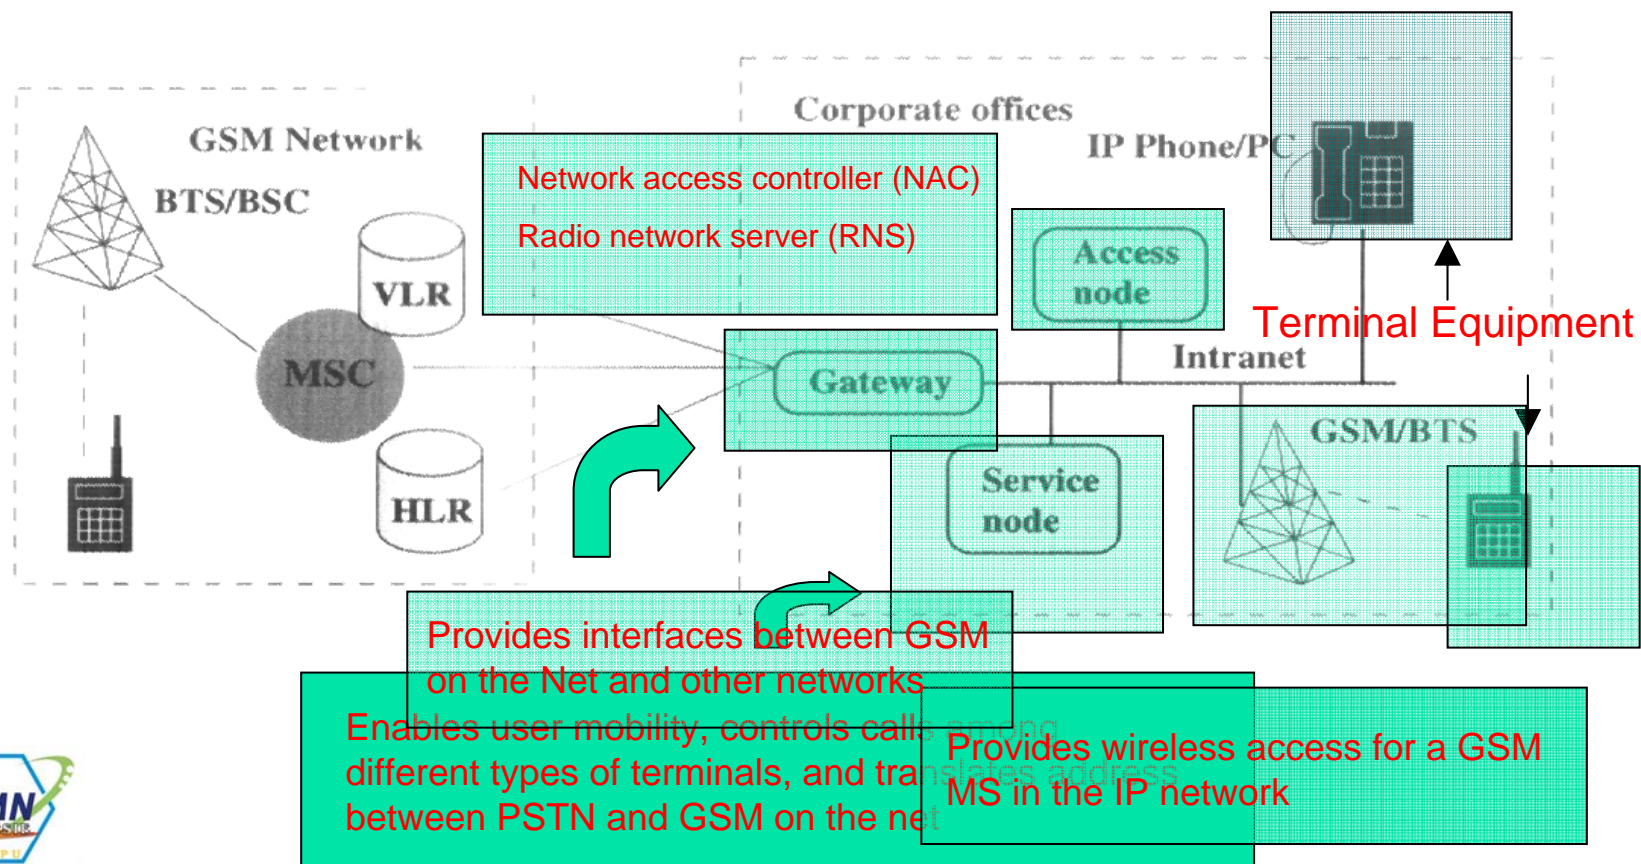 Corporate offices
GSM Network
IP Phone/PC
BTS/BSC
Network access controller (NAC)
Radio network server (RNS)
Access
node
VLR
Terminal Equipment
Intranet
MSC
Gateway
GSM/BTS
Service
node
HLR
Provides interfaces between GSM
on the Net and other networks
Enables user mobility, controls calls among
different types of terminals, and translates address
between PSTN and GSM on the net
Provides wireless access for a GSM
MS in the IP network